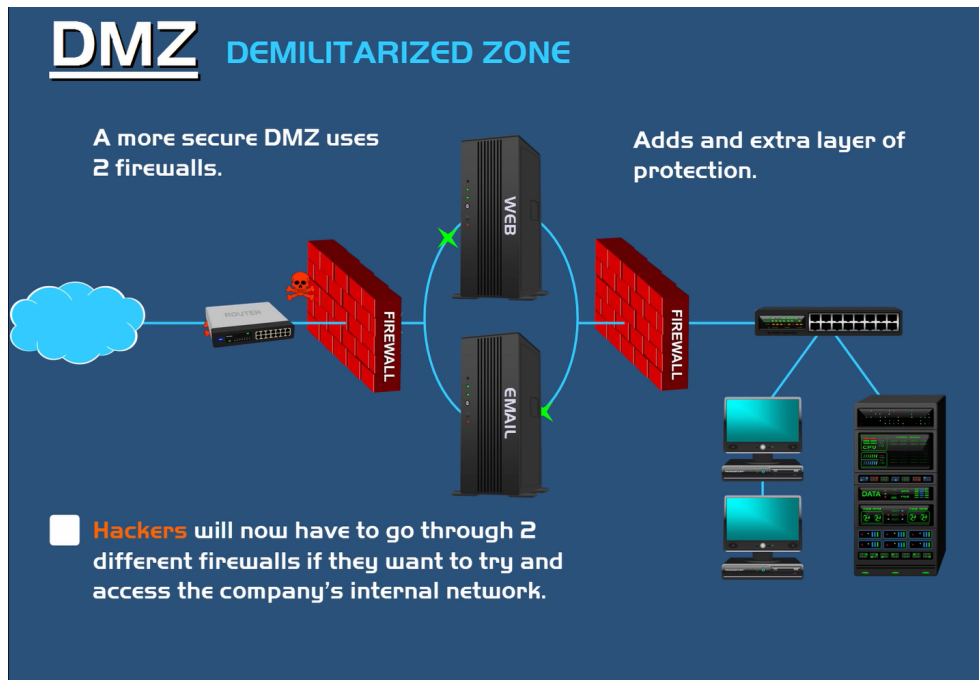 DMZ DEMILITARIZED ZONE
A more secure DMZ uses
2 firewalls.
Adds and extra layer of
protection.
WEB
ROUTER
FIREWALL
FIREWALL
EMAIL
CPU
DATA
Hackers will now have to go through 2
different firewalls if they want to try and
access the company's internal network.